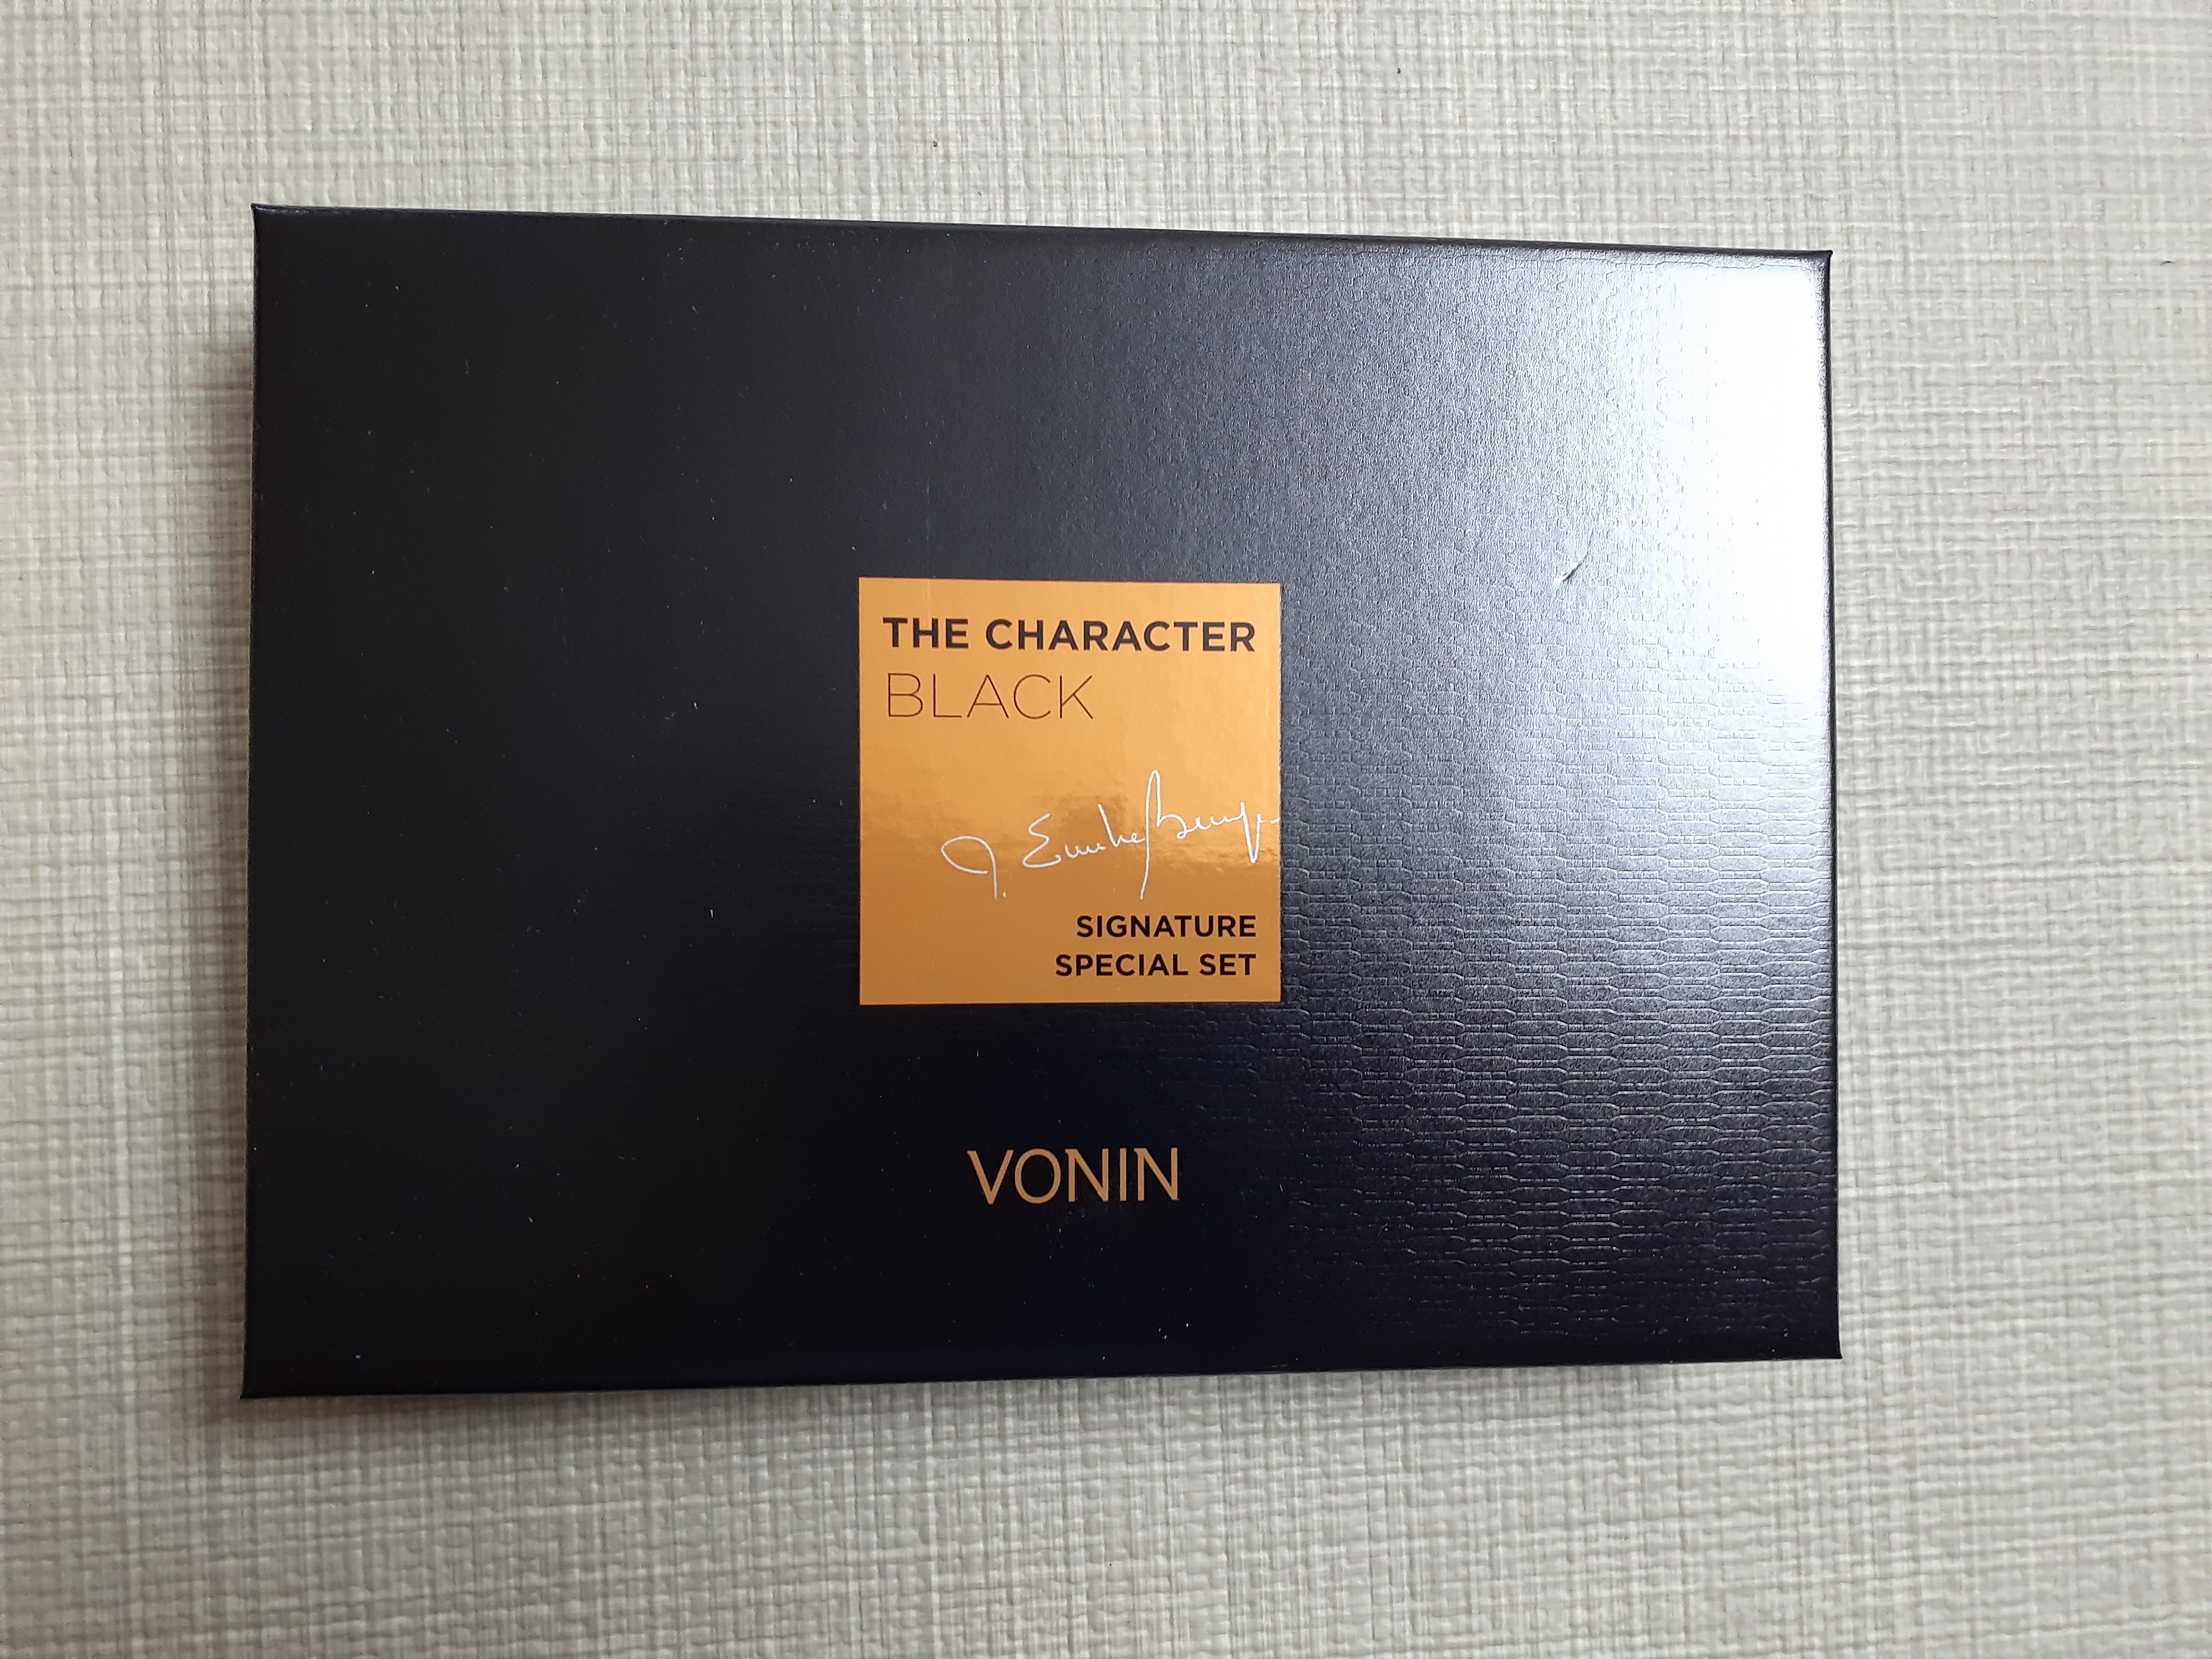 THE CHARACTER
BLACK
SIGNATURE
SPECIAL SET
VONIN